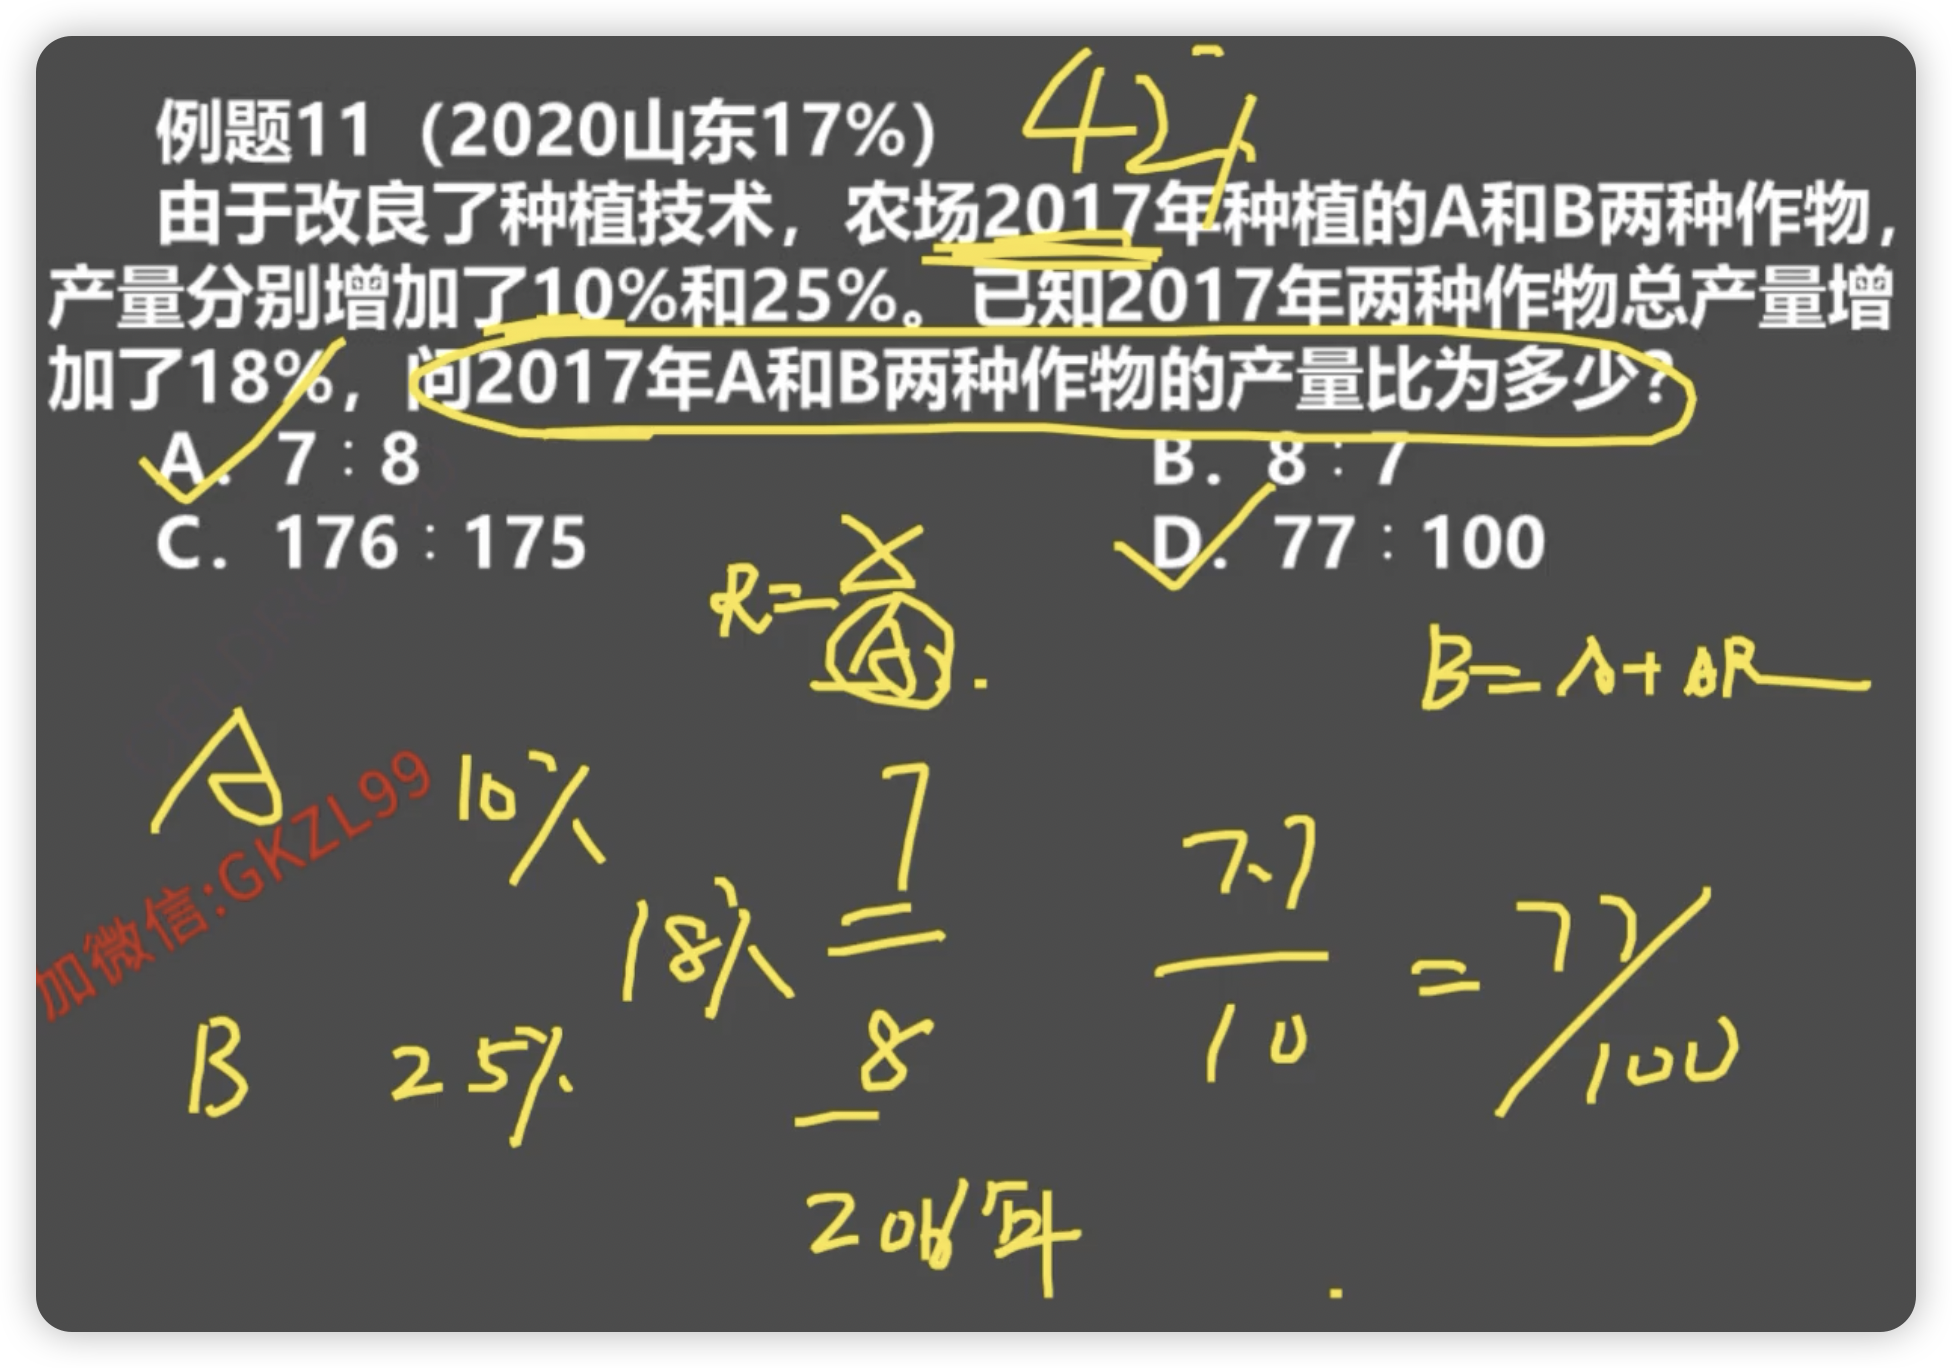 例题11（2020山东17%） 42%
由于改良了种植技术，农场2017年种植的A和B两种作物，
产量分别增加了10%和25%。已知2017年两种作物总产量增
加了18%，问2017年A和B两种作物的产量比为多少？
A．7∶8 B．8∶7
C．176∶175 D．77∶100
R=X/A
B=A+AR
A 10% 7 7.7
18% = = 77/100
B 25% 8 10
2016年
加微信:GKZL99